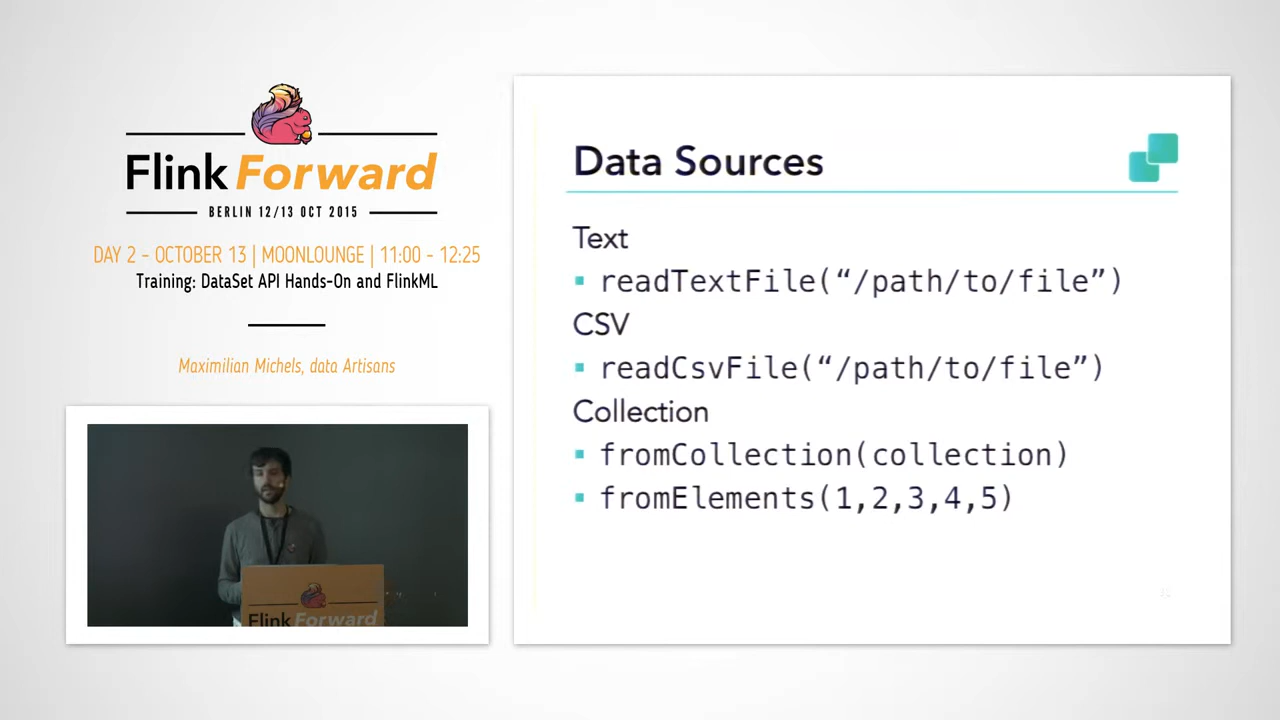 Flink Forward
BERLIN 12/13 OCT 2015
DAY 2 - OCTOBER 13 | MOONLOUNGE | 11:00 - 12:25
Training: DataSet API Hands-On and FlinkML
Maximilian Michels, data Artisans
Flink Forward
Data Sources
Text
▪ readTextFile(“/path/to/file”)
CSV
▪ readCsvFile(“/path/to/file”)
Collection
▪ fromCollection(collection)
▪ fromElements(1,2,3,4,5)